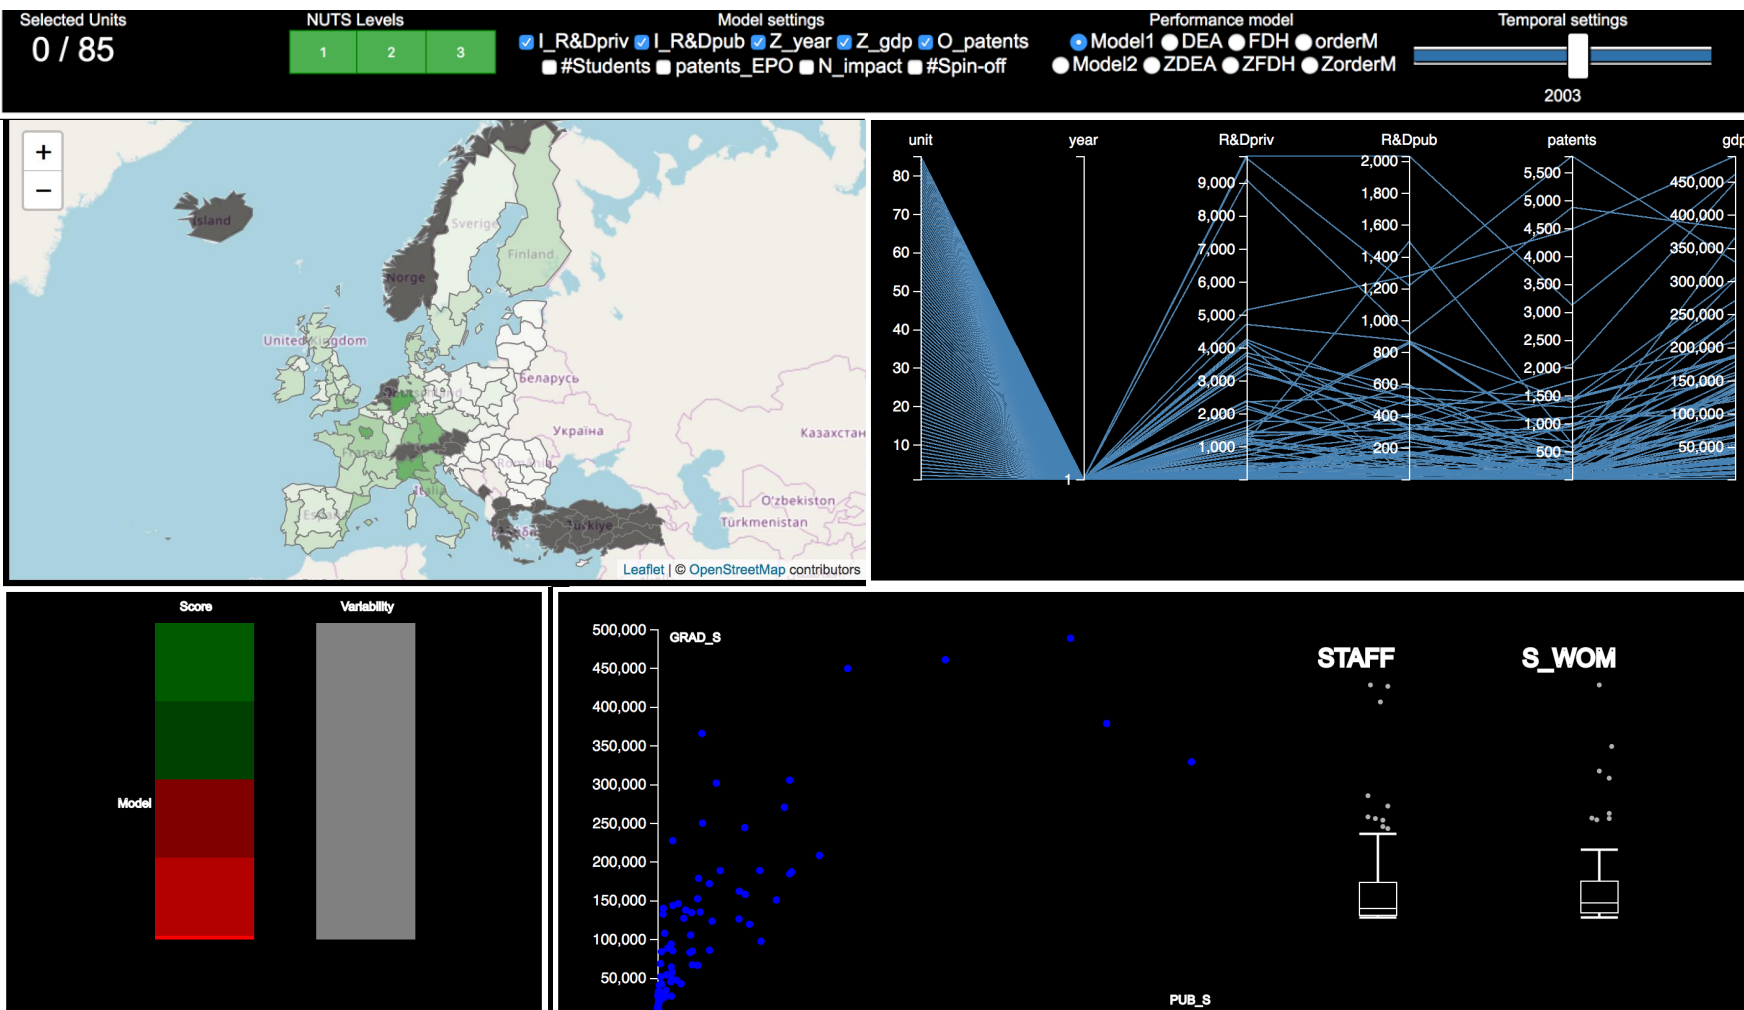 Selected Units
0 / 85
NUTS Levels
1 2 3
Model settings
I_R&Dpriv I_R&Dpub Z_year Z_gdp O_patents
#Students patents_EPO N_impact #Spin-off
Performance model
Model1 DEA FDH orderM
Model2 ZDEA ZFDH ZorderM
Temporal settings
2003
+
−
Island
Norge
Sverige
Finland
United Kingdom
Беларусь
Україна
Казахстан
France
România
España
Italia
Türkiye
O'zbekiston
Türkmenistan
Leaflet | © OpenStreetMap contributors
unit
80
70
60
50
40
30
20
10
year
1
R&Dpriv
9,000
8,000
7,000
6,000
5,000
4,000
3,000
2,000
1,000
R&Dpub
2,000
1,800
1,600
1,400
1,200
1,000
800
600
400
200
patents
5,500
5,000
4,500
4,000
3,500
3,000
2,500
2,000
1,500
1,000
500
gdp
450,000
400,000
350,000
300,000
250,000
200,000
150,000
100,000
50,000
Score
Variability
Model
GRAD_S
500,000
450,000
400,000
350,000
300,000
250,000
200,000
150,000
100,000
50,000
PUB_S
STAFF
S_WOM